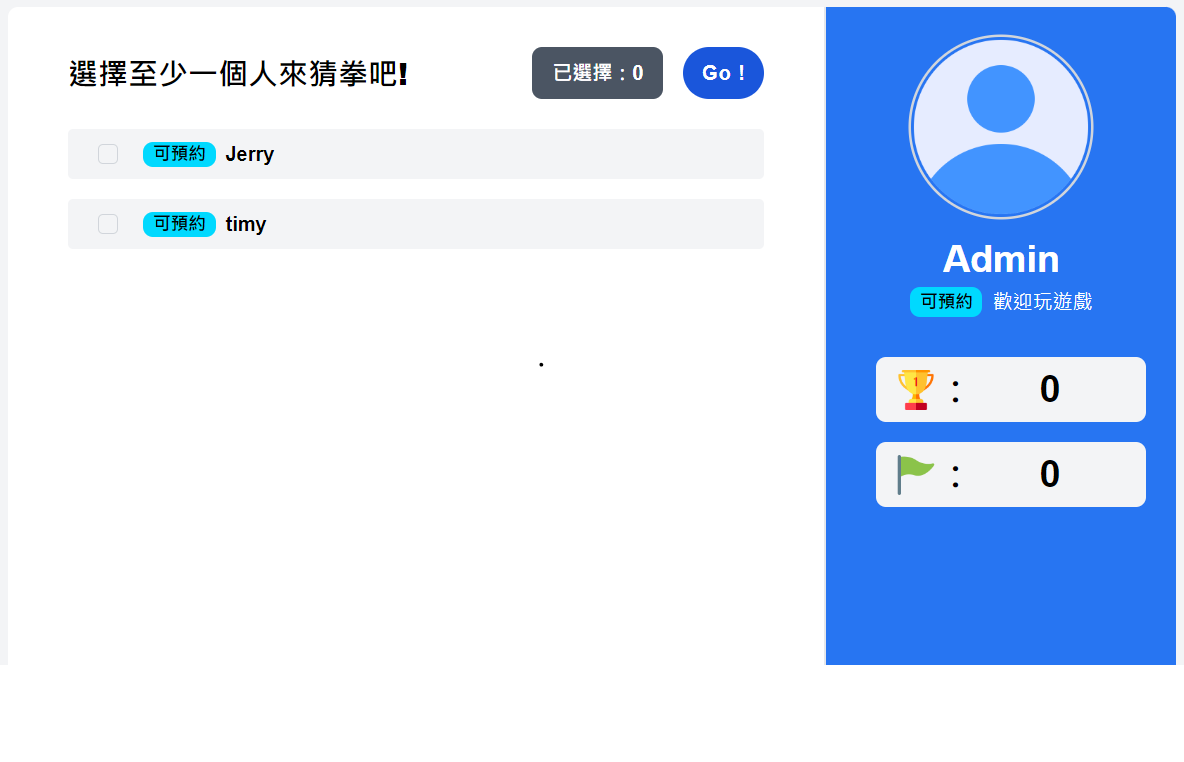 選擇至少一個人來猜拳吧!
已選擇 : 0
Go !
可預約 Jerry
可預約 timy
.
Admin
可預約 歡迎玩遊戲
1 : 0
: 0